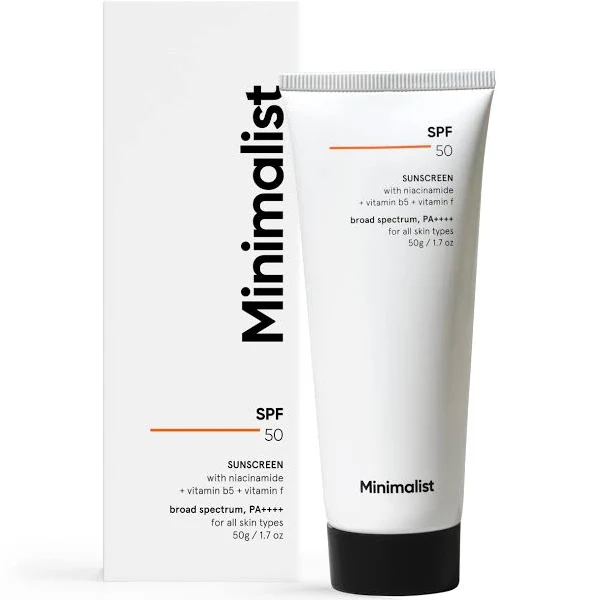 Minimalist
SPF
50
SUNSCREEN
with niacinamide
+ vitamin b5 + vitamin f
broad spectrum, PA++++
for all skin types
50g / 1.7 oz
SPF
50
SUNSCREEN
with niacinamide
+ vitamin b5 + vitamin f
broad spectrum, PA++++
for all skin types
50g / 1.7 oz
Minimalist